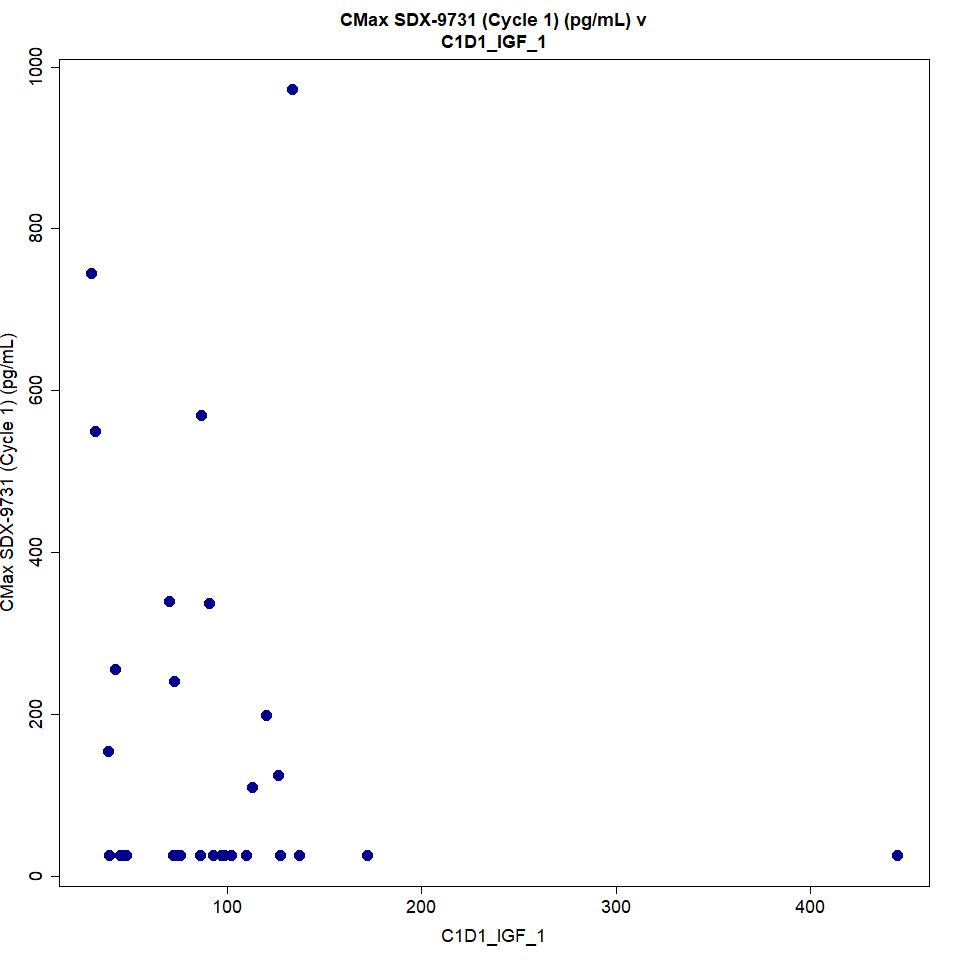 CMax SDX-9731 (Cycle 1) (pg/mL) v
C1D1_IGF_1
1000
800
600
400
200
0
CMax SDX-9731 (Cycle 1) (pg/mL)
100 200 300 400
C1D1_IGF_1